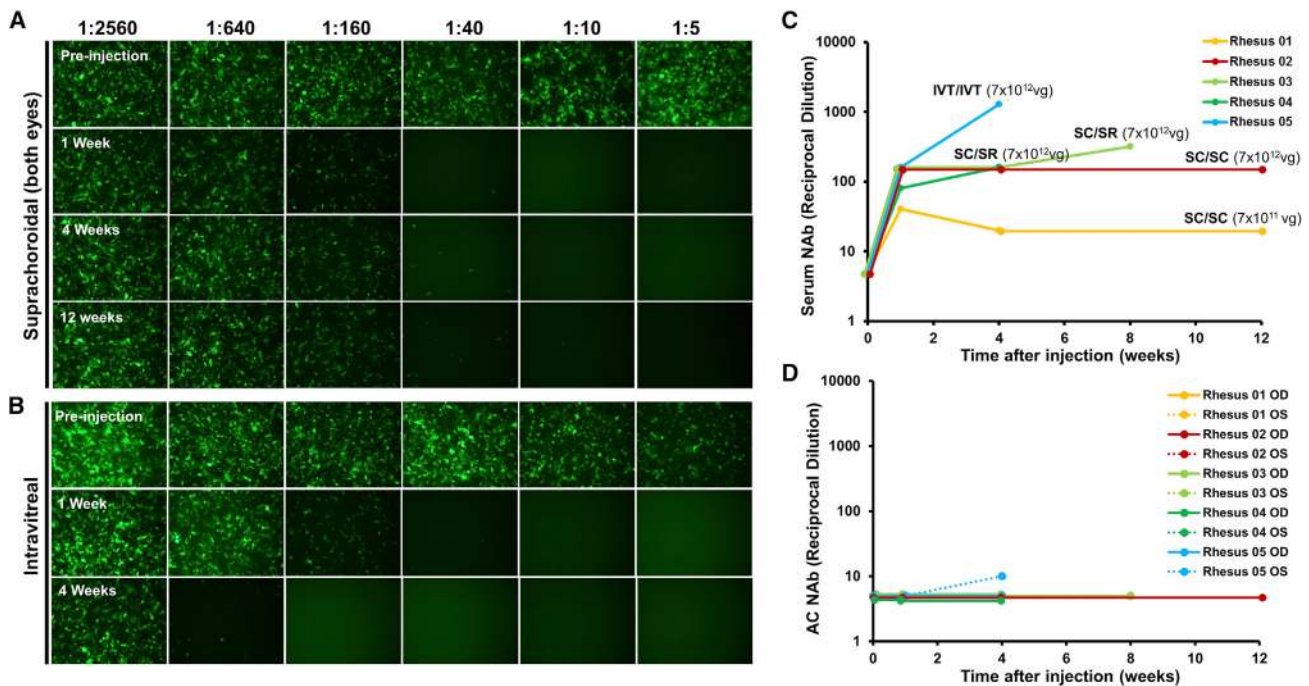 A
1:2560 1:640 1:160 1:40 1:10 1:5
Suprachoroidal (both eyes)
Pre-injection
1 Week
4 Weeks
12 weeks
B
Intravitreal
Pre-injection
1 Week
4 Weeks
C
Serum NAb (Reciprocal Dilution)
10000
1000
100
10
1
0 2 4 6 8 10 12
Time after injection (weeks)
Rhesus 01
Rhesus 02
Rhesus 03
Rhesus 04
Rhesus 05
IVT/IVT (7x10¹²vg)
SC/SR (7x10¹²vg)
SC/SR (7x10¹²vg)
SC/SC (7x10¹²vg)
SC/SC (7x10¹¹ vg)
D
AC NAb (Reciprocal Dilution)
10000
1000
100
10
1
0 2 4 6 8 10 12
Time after injection (weeks)
Rhesus 01 OD
Rhesus 01 OS
Rhesus 02 OD
Rhesus 02 OS
Rhesus 03 OD
Rhesus 03 OS
Rhesus 04 OD
Rhesus 04 OS
Rhesus 05 OD
Rhesus 05 OS